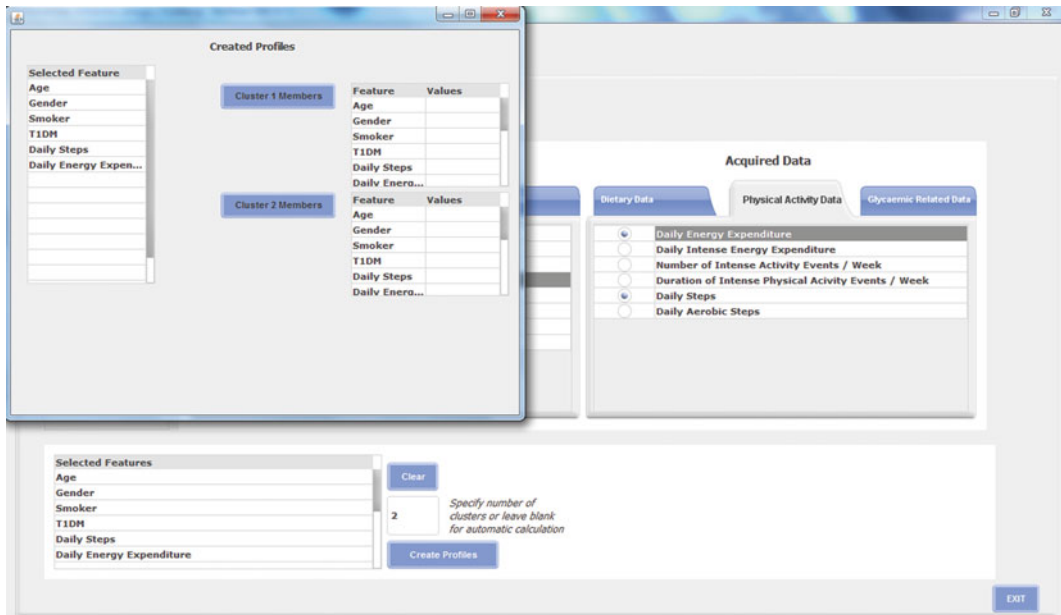 Created Profiles
Selected Feature
Age
Gender
Smoker
T1DM
Daily Steps
Daily Energy Expen...
Cluster 1 Members
Feature Values
Age
Gender
Smoker
T1DM
Daily Steps
Daily Energ...
Cluster 2 Members
Feature Values
Age
Gender
Smoker
T1DM
Daily Steps
Daily Energ...
Acquired Data
Dietary Data
Physical Activity Data
Glycaemic Related Data
Daily Energy Expenditure
Daily Intense Energy Expenditure
Number of Intense Activity Events / Week
Duration of Intense Physical Acivity Events / Week
Daily Steps
Daily Aerobic Steps
Selected Features
Age
Gender
Smoker
T1DM
Daily Steps
Daily Energy Expenditure
Clear
2
Specify number of
clusters or leave blank
for automatic calculation
Create Profiles
EXIT